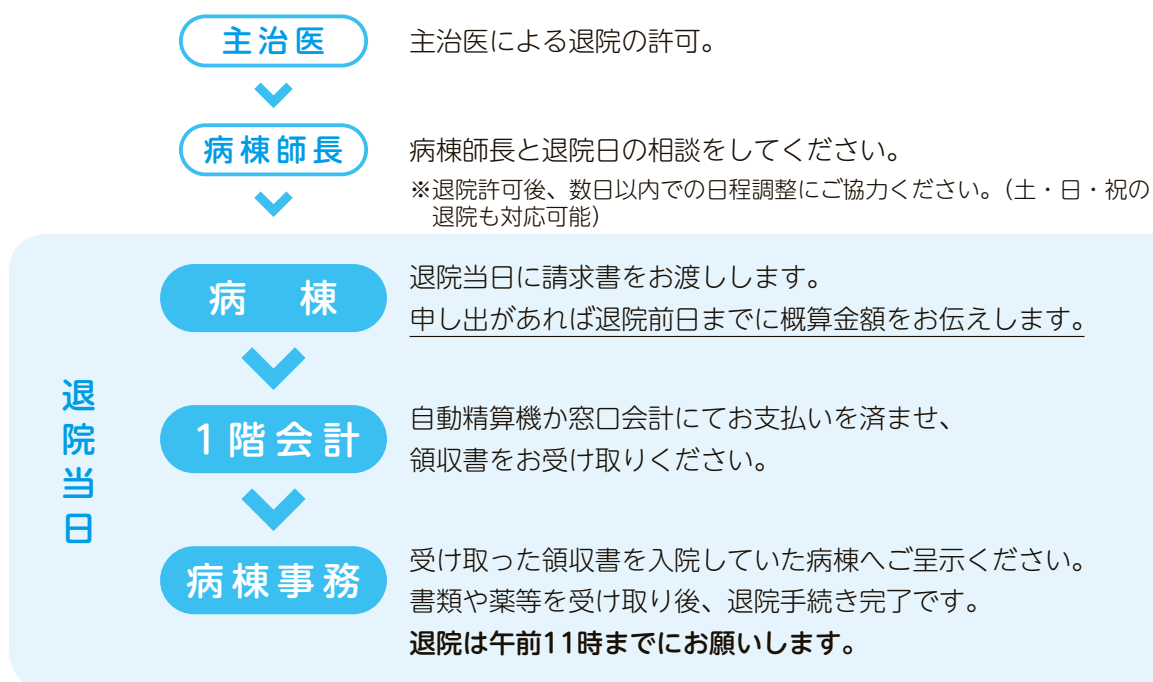 主治医
主治医による退院の許可。
病棟師長
病棟師長と退院日の相談をしてください。
※退院許可後、数日以内での日程調整にご協力ください。（土・日・祝の
退院も対応可能）
退院当日
病　棟
退院当日に請求書をお渡しします。
申し出があれば退院前日までに概算金額をお伝えします。
1階会計
自動精算機か窓口会計にてお支払いを済ませ、
領収書をお受け取りください。
病棟事務
受け取った領収書を入院していた病棟へご呈示ください。
書類や薬等を受け取り後、退院手続き完了です。
退院は午前11時までにお願いします。